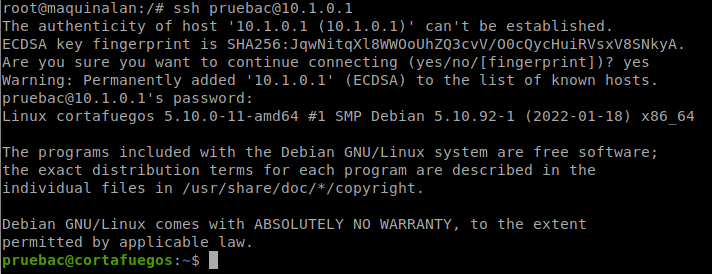 root@maquinalan:/# ssh pruebac@10.1.0.1
The authenticity of host '10.1.0.1 (10.1.0.1)' can't be established.
ECDSA key fingerprint is SHA256:JqwNitqXl8WWOoUhZQ3cvV/O0cQycHuiRVsxV8SNkyA.
Are you sure you want to continue connecting (yes/no/[fingerprint])? yes
Warning: Permanently added '10.1.0.1' (ECDSA) to the list of known hosts.
pruebac@10.1.0.1's password:
Linux cortafuegos 5.10.0-11-amd64 #1 SMP Debian 5.10.92-1 (2022-01-18) x86_64
The programs included with the Debian GNU/Linux system are free software;
the exact distribution terms for each program are described in the
individual files in /usr/share/doc/*/copyright.
Debian GNU/Linux comes with ABSOLUTELY NO WARRANTY, to the extent
permitted by applicable law.
pruebac@cortafuegos:~$